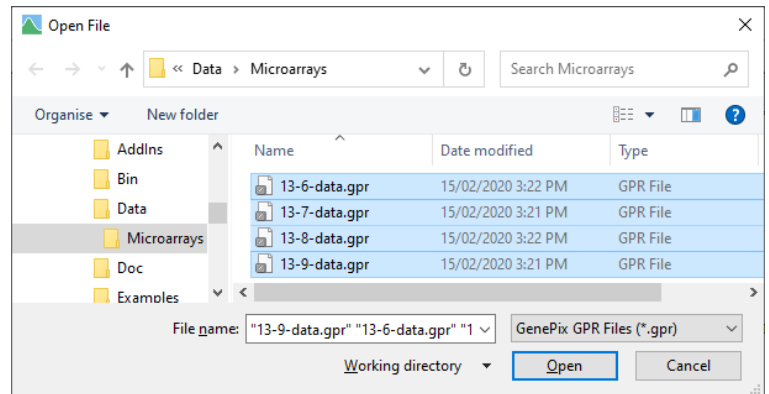 Open File
« Data > Microarrays
Search Microarrays
Organise
New folder
AddIns
Bin
Data
Microarrays
Doc
Examples
Name
Date modified
Type
13-6-data.gpr 15/02/2020 3:22 PM GPR File
13-7-data.gpr 15/02/2020 3:21 PM GPR File
13-8-data.gpr 15/02/2020 3:22 PM GPR File
13-9-data.gpr 15/02/2020 3:21 PM GPR File
File name: "13-9-data.gpr" "13-6-data.gpr" "1
GenePix GPR Files (*.gpr)
Working directory
Open
Cancel